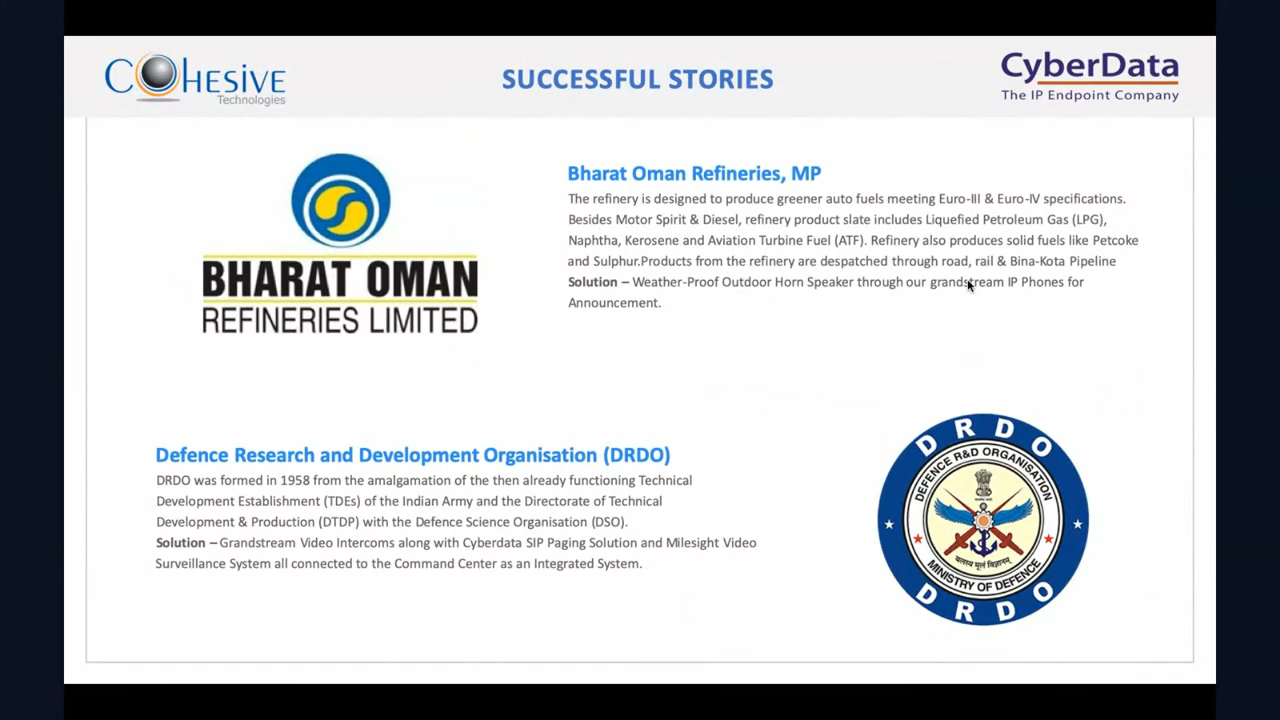 COHESIVE
Technologies
SUCCESSFUL STORIES
CyberData
The IP Endpoint Company
BHARAT OMAN
REFINERIES LIMITED
Bharat Oman Refineries, MP
The refinery is designed to produce greener auto fuels meeting Euro-III & Euro-IV specifications.
Besides Motor Spirit & Diesel, refinery product slate includes Liquefied Petroleum Gas (LPG),
Naphtha, Kerosene and Aviation Turbine Fuel (ATF). Refinery also produces solid fuels like Petcoke
and Sulphur.Products from the refinery are despatched through road, rail & Bina-Kota Pipeline
Solution – Weather-Proof Outdoor Horn Speaker through our grandstream IP Phones for
Announcement.
Defence Research and Development Organisation (DRDO)
DRDO was formed in 1958 from the amalgamation of the then already functioning Technical
Development Establishment (TDEs) of the Indian Army and the Directorate of Technical
Development & Production (DTDP) with the Defence Science Organisation (DSO).
Solution – Grandstream Video Intercoms along with Cyberdata SIP Paging Solution and Milesight Video
Surveillance System all connected to the Command Center as an Integrated System.
DRDO
DEFENCE R&D ORGANISATION
बलस्य मूलं विज्ञानम्
MINISTRY OF DEFENCE
DRDO